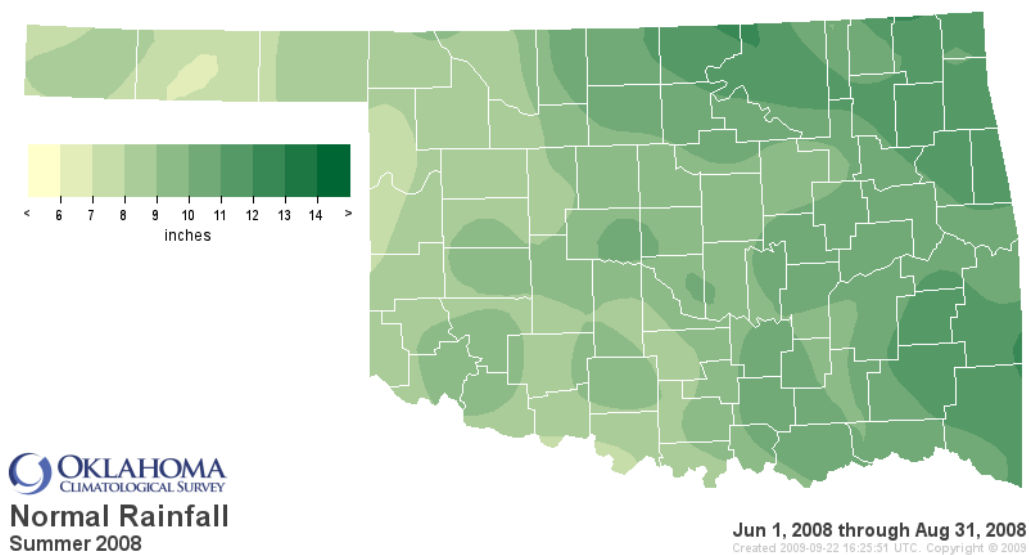 < 6 7 8 9 10 11 12 13 14 >
inches
OKLAHOMA
CLIMATOLOGICAL SURVEY
Normal Rainfall
Summer 2008
Jun 1, 2008 through Aug 31, 2008
Created 2009-09-22 16:25:51 UTC. Copyright © 2009